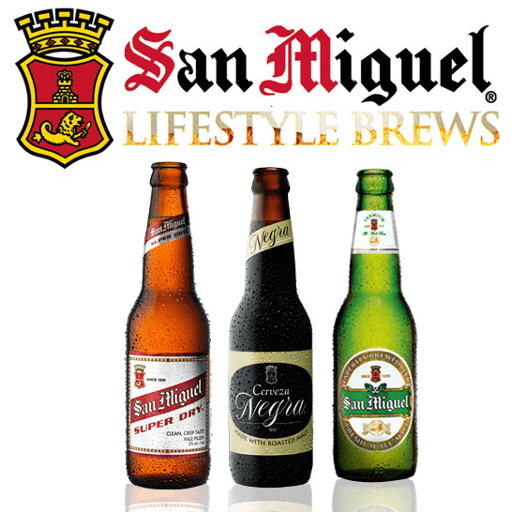 San Miguel®
LIFESTYLE BREWS
San Miguel
SUPER DRY
SINCE 1890
San Miguel
SUPER DRY
CLEAN, CRISP TASTE
PALE PILSEN
Negra
Cerveza
Negra
1890
MADE WITH ROASTED MALT
PREMIUM
San Miguel